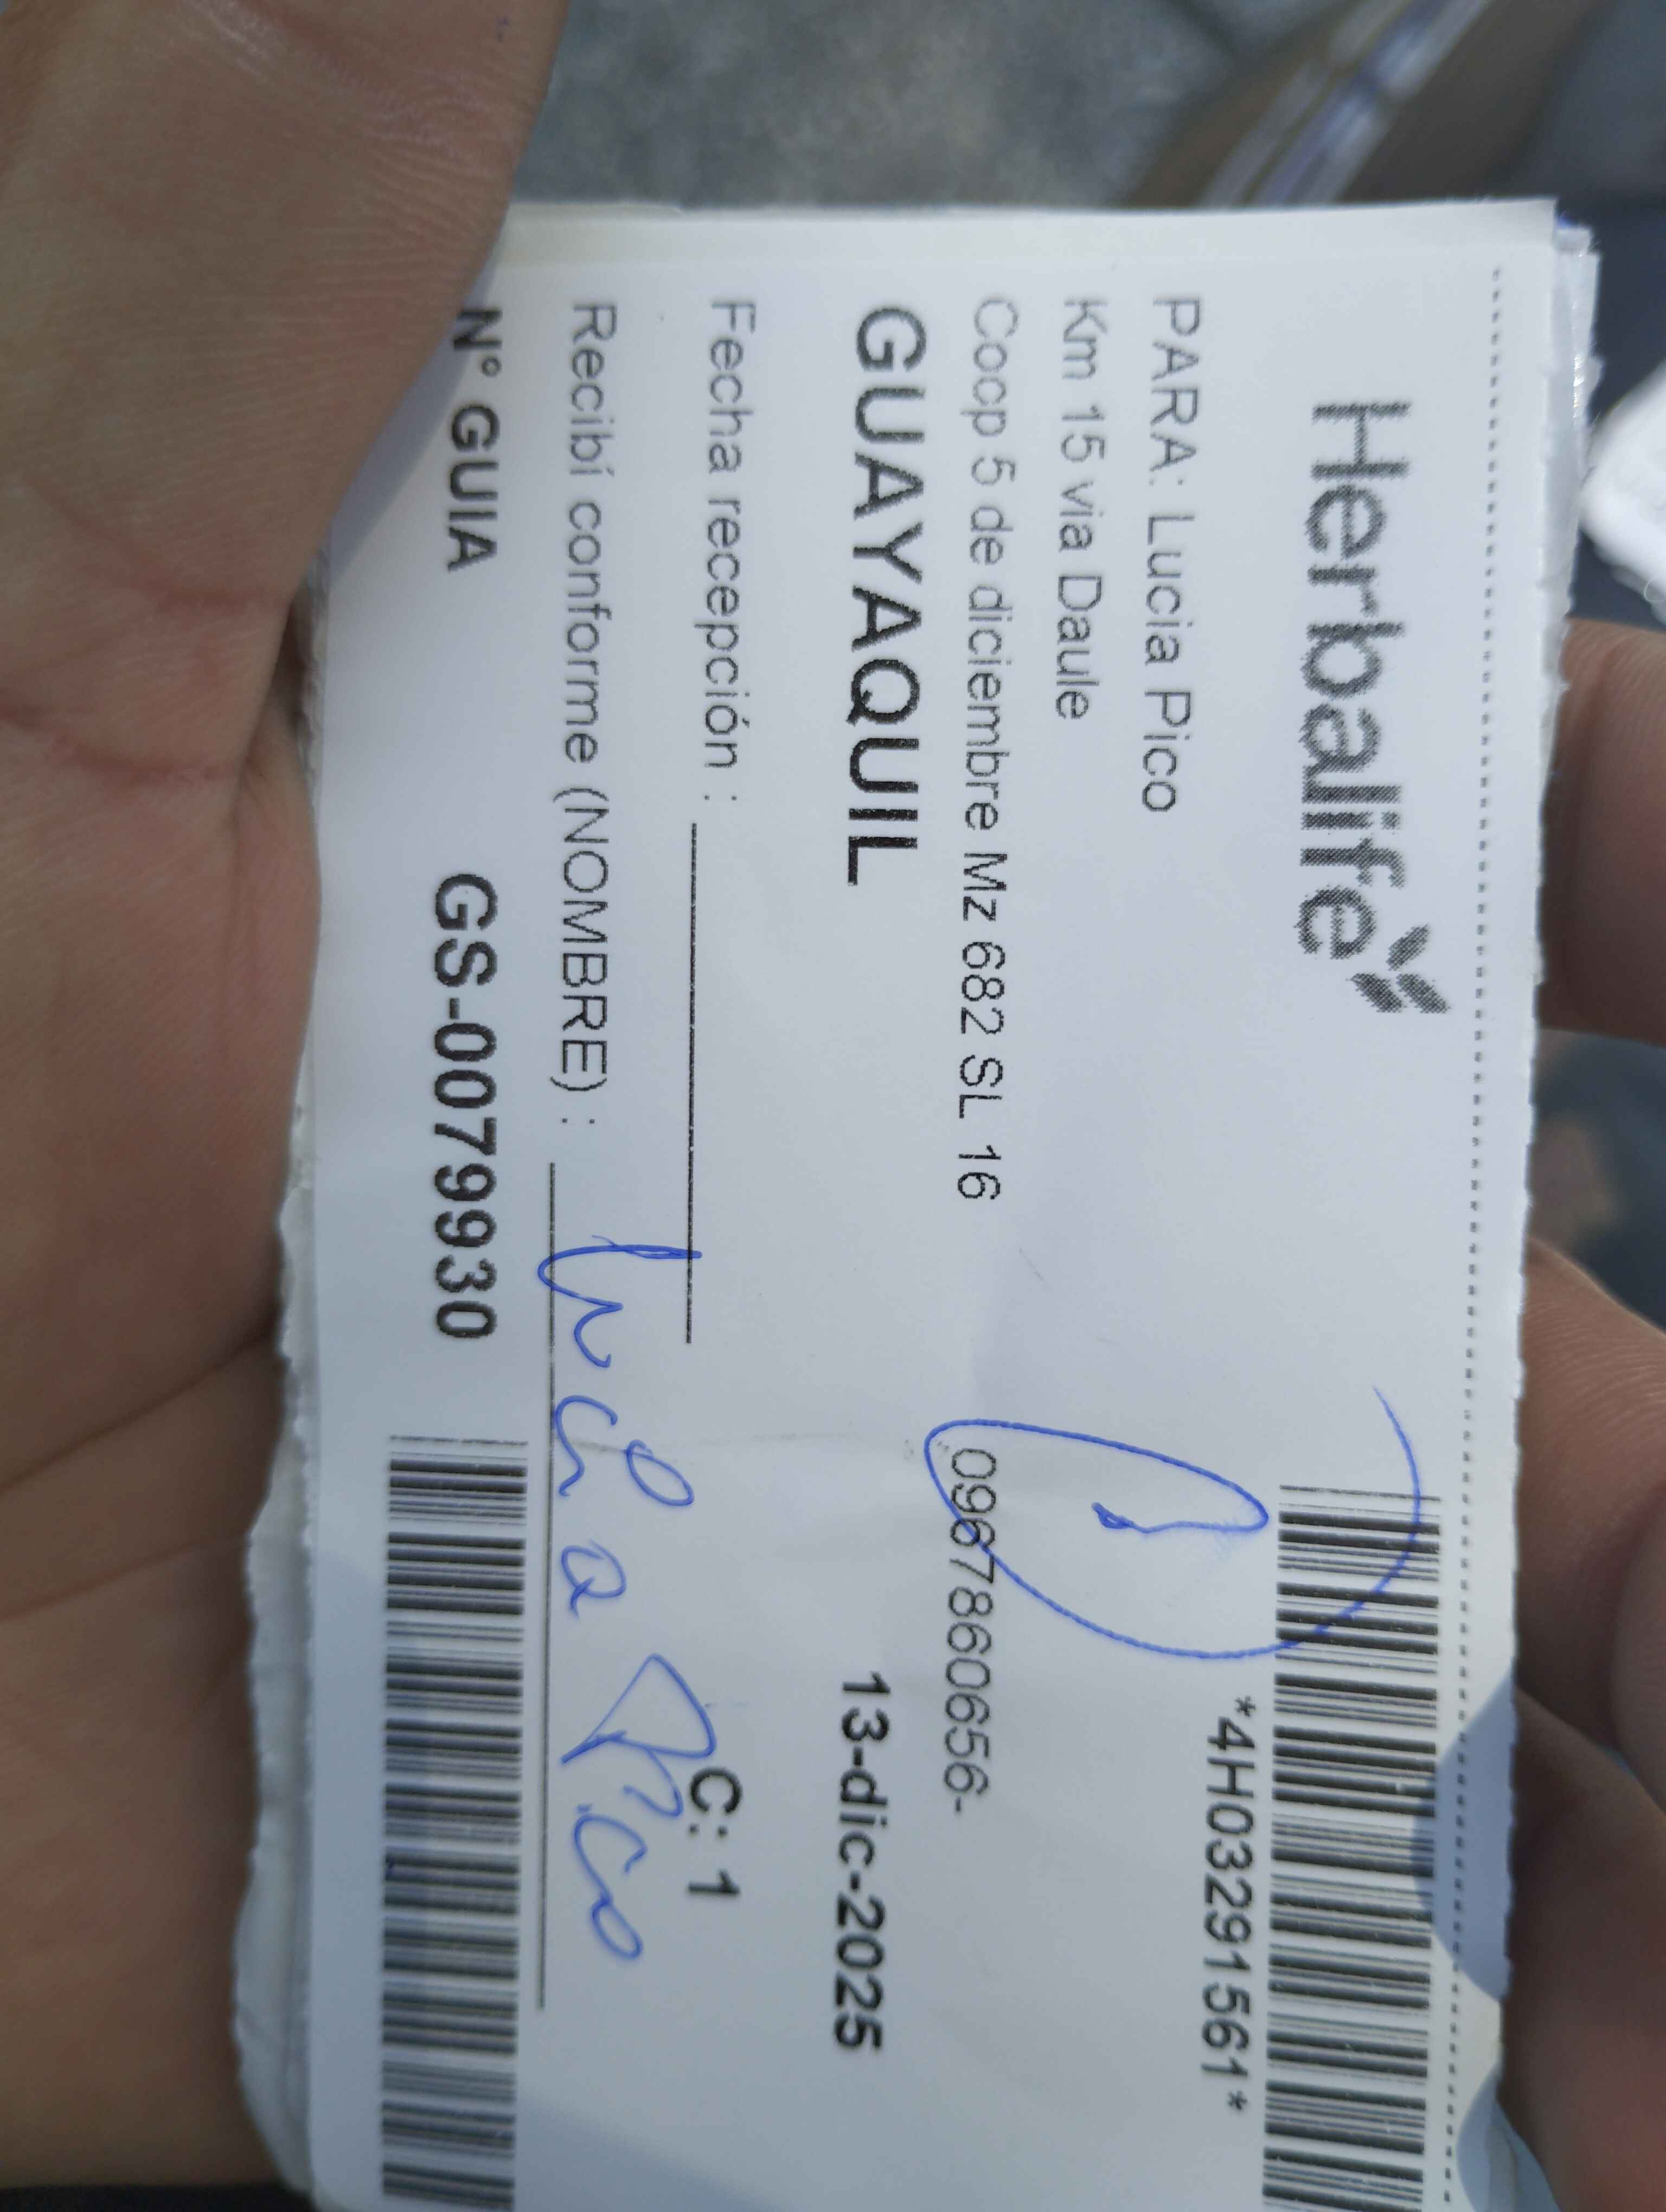 Herbalife
*4H03291561*
PARA: Lucia Pico
Km 15 via Daule
Coop 5 de diciembre Mz 682 SL 16 0967860656-
GUAYAQUIL 13-dic-2025
Fecha recepción :
C: 1
Recibí conforme (NOMBRE) : Lucia Pico
N° GUIA GS-0079930